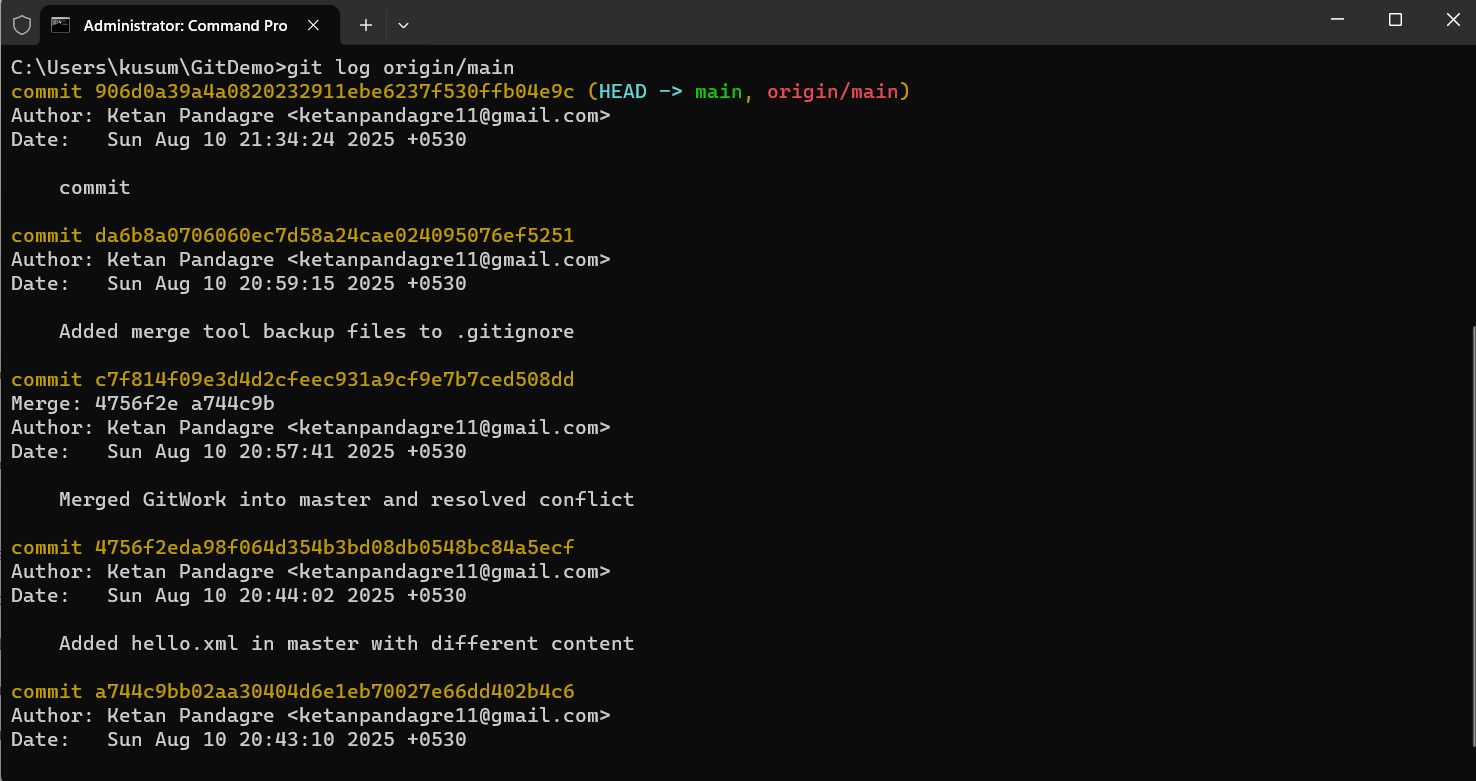 Administrator: Command Pro
C:\Users\kusum\GitDemo>git log origin/main
commit 906d0a39a4a0820232911ebe6237f530ffb04e9c (HEAD -> main, origin/main)
Author: Ketan Pandagre <ketanpandagre11@gmail.com>
Date:   Sun Aug 10 21:34:24 2025 +0530
commit
commit da6b8a0706060ec7d58a24cae024095076ef5251
Author: Ketan Pandagre <ketanpandagre11@gmail.com>
Date:   Sun Aug 10 20:59:15 2025 +0530
Added merge tool backup files to .gitignore
commit c7f814f09e3d4d2cfeec931a9cf9e7b7ced508dd
Merge: 4756f2e a744c9b
Author: Ketan Pandagre <ketanpandagre11@gmail.com>
Date:   Sun Aug 10 20:57:41 2025 +0530
Merged GitWork into master and resolved conflict
commit 4756f2eda98f064d354b3bd08db0548bc84a5ecf
Author: Ketan Pandagre <ketanpandagre11@gmail.com>
Date:   Sun Aug 10 20:44:02 2025 +0530
Added hello.xml in master with different content
commit a744c9bb02aa30404d6e1eb70027e66dd402b4c6
Author: Ketan Pandagre <ketanpandagre11@gmail.com>
Date:   Sun Aug 10 20:43:10 2025 +0530